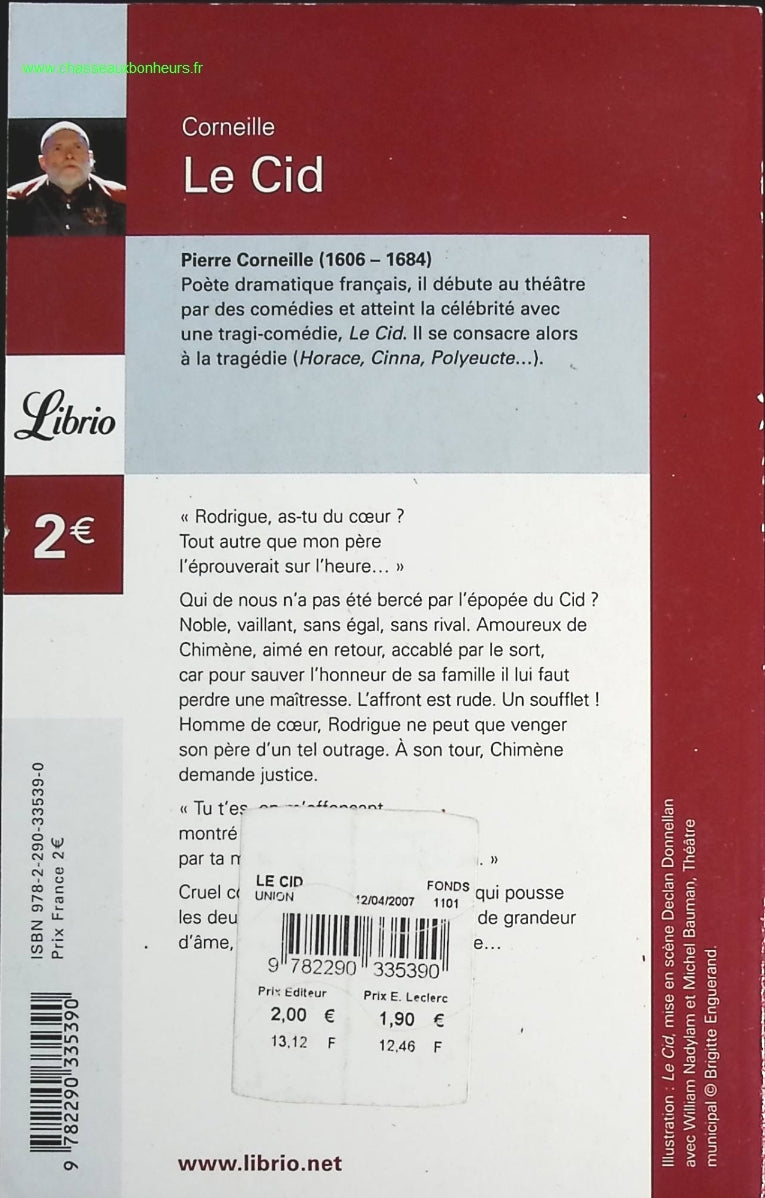 www.chasseauxbonheurs.fr
Corneille
Le Cid
Pierre Corneille (1606 – 1684)
Poète dramatique français, il débute au théâtre
par des comédies et atteint la célébrité avec
une tragi-comédie, Le Cid. Il se consacre alors
à la tragédie (Horace, Cinna, Polyeucte...).
Librio
2€
« Rodrigue, as-tu du cœur ?
Tout autre que mon père
l'éprouverait sur l'heure... »
Qui de nous n'a pas été bercé par l'épopée du Cid ?
Noble, vaillant, sans égal, sans rival. Amoureux de
Chimène, aimé en retour, accablé par le sort,
car pour sauver l'honneur de sa famille il lui faut
perdre une maîtresse. L'affront est rude. Un soufflet !
Homme de cœur, Rodrigue ne peut que venger
son père d'un tel outrage. À son tour, Chimène
demande justice.
« Tu t'es
montré
par ta
. »
Cruel
qui pousse
les
de grandeur
d'âme,
LE CID
UNION
12/04/2007
FONDS
1101
9 782290 335390
Prix Editeur
Prix E. Leclerc
2,00 €
1,90 €
13,12 F
12,46 F
ISBN 978-2-290-33539-0
Prix France 2€
9 782290 335390
www.librio.net
Illustration : Le Cid, mise en scène Declan Donnellan
avec William Nadylam et Michel Bauman, Théâtre
municipal © Brigitte Enguerand.